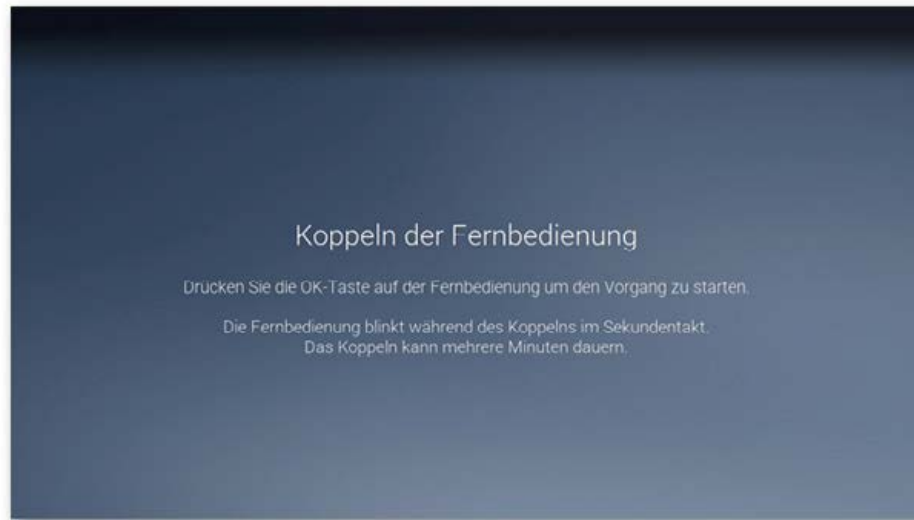 Koppeln der Fernbedienung
Drücken Sie die OK-Taste auf der Fernbedienung um den Vorgang zu starten.
Die Fernbedienung blinkt während des Koppelns im Sekundentakt.
Das Koppeln kann mehrere Minuten dauern.